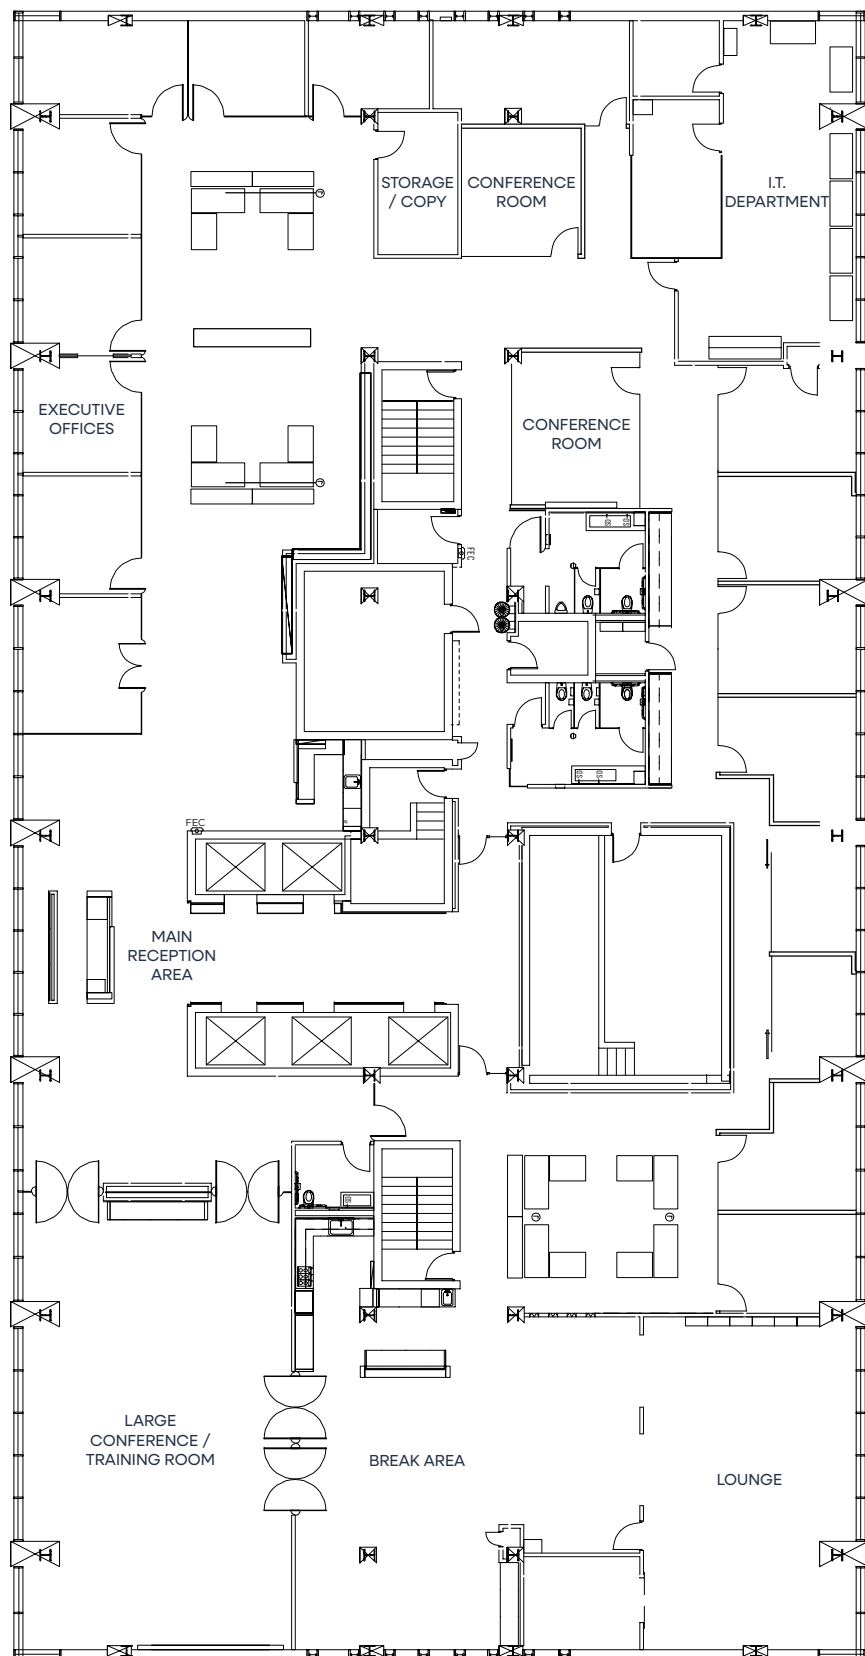 STORAGE
/ COPY
CONFERENCE
ROOM
I.T.
DEPARTMENT
EXECUTIVE
OFFICES
CONFERENCE
ROOM
FEC
FEC
MAIN
RECEPTION
AREA
LARGE
CONFERENCE /
TRAINING ROOM
BREAK AREA
LOUNGE